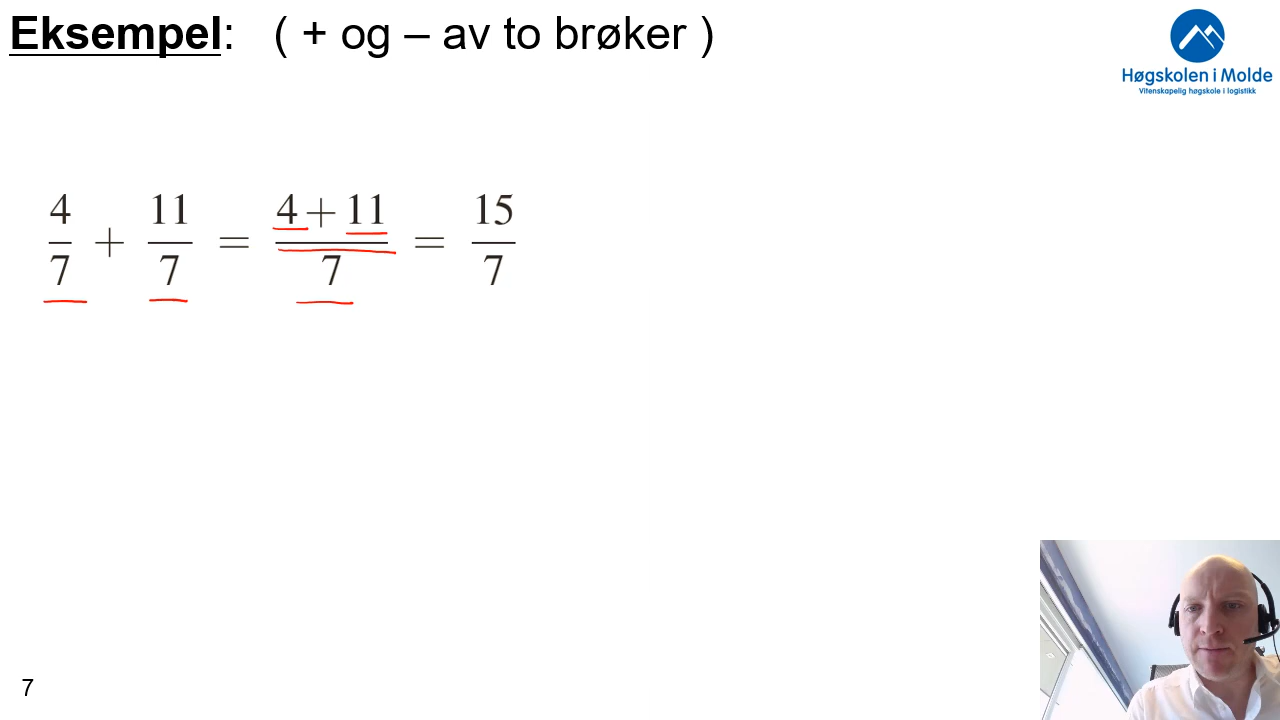 Eksempel: ( + og – av to brøker )
Høgskolen i Molde
Vitenskapelig høgskole i logistikk
4/7 + 11/7 = (4 + 11)/7 = 15/7
7